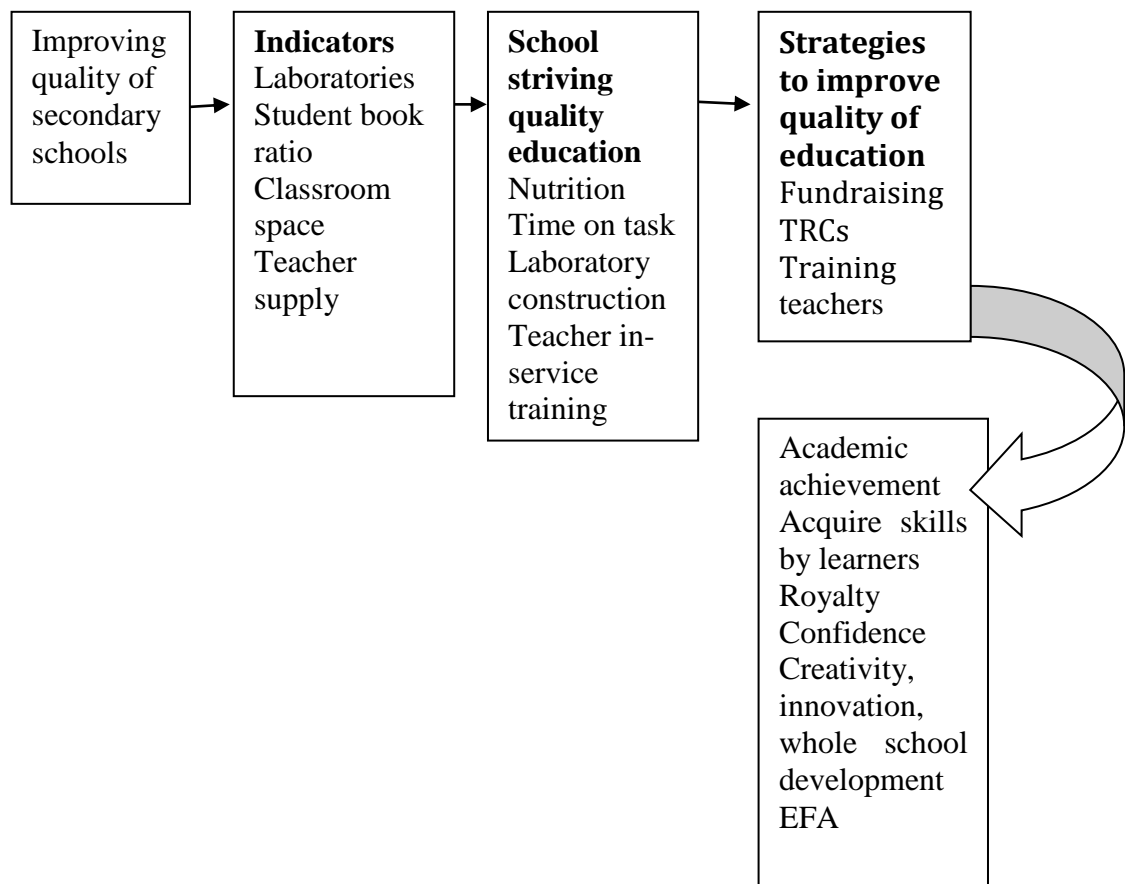 Improving
quality of
secondary
schools
Indicators
Laboratories
Student book
ratio
Classroom
space
Teacher
supply
School
striving
quality
education
Nutrition
Time on task
Laboratory
construction
Teacher in-
service
training
Strategies
to improve
quality of
education
Fundraising
TRCs
Training
teachers
Academic
achievement
Acquire skills
by learners
Royalty
Confidence
Creativity,
innovation,
whole school
development
EFA